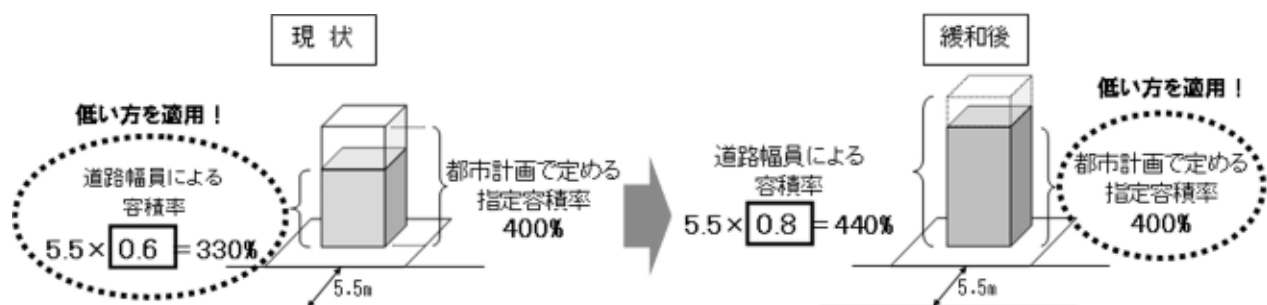 現 状
低い方を適用！
道路幅員による
容積率
5.5×0.6=330%
都市計画で定める
指定容積率
400%
5.5m
緩和後
道路幅員による
容積率
5.5×0.8=440%
低い方を適用！
都市計画で定める
指定容積率
400%
5.5m